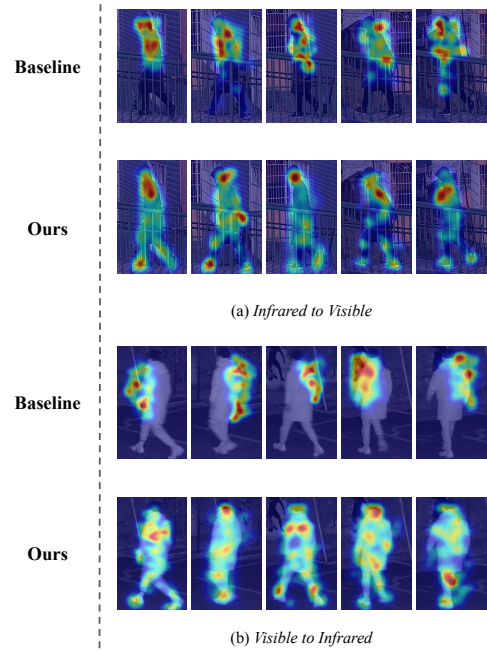 Baseline
Ours
(a) Infrared to Visible
Baseline
Ours
(b) Visible to Infrared